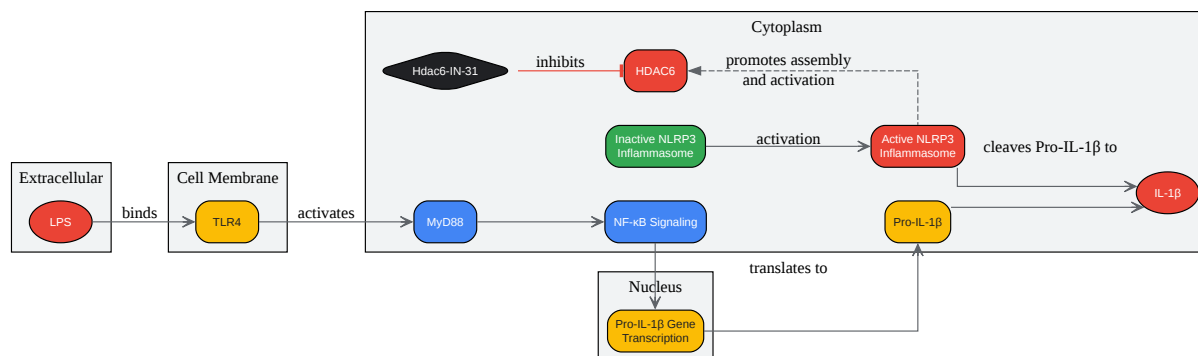 Cytoplasm
Hdac6-IN-31
inhibits
HDAC6
promotes assembly
and activation
Inactive NLRP3
Inflammasome
activation
Active NLRP3
Inflammasome
cleaves Pro-IL-1β to
IL-1β
Extracellular
LPS
binds
Cell Membrane
TLR4
activates
MyD88
NF-κB Signaling
Pro-IL-1β
translates to
Nucleus
Pro-IL-1β Gene
Transcription